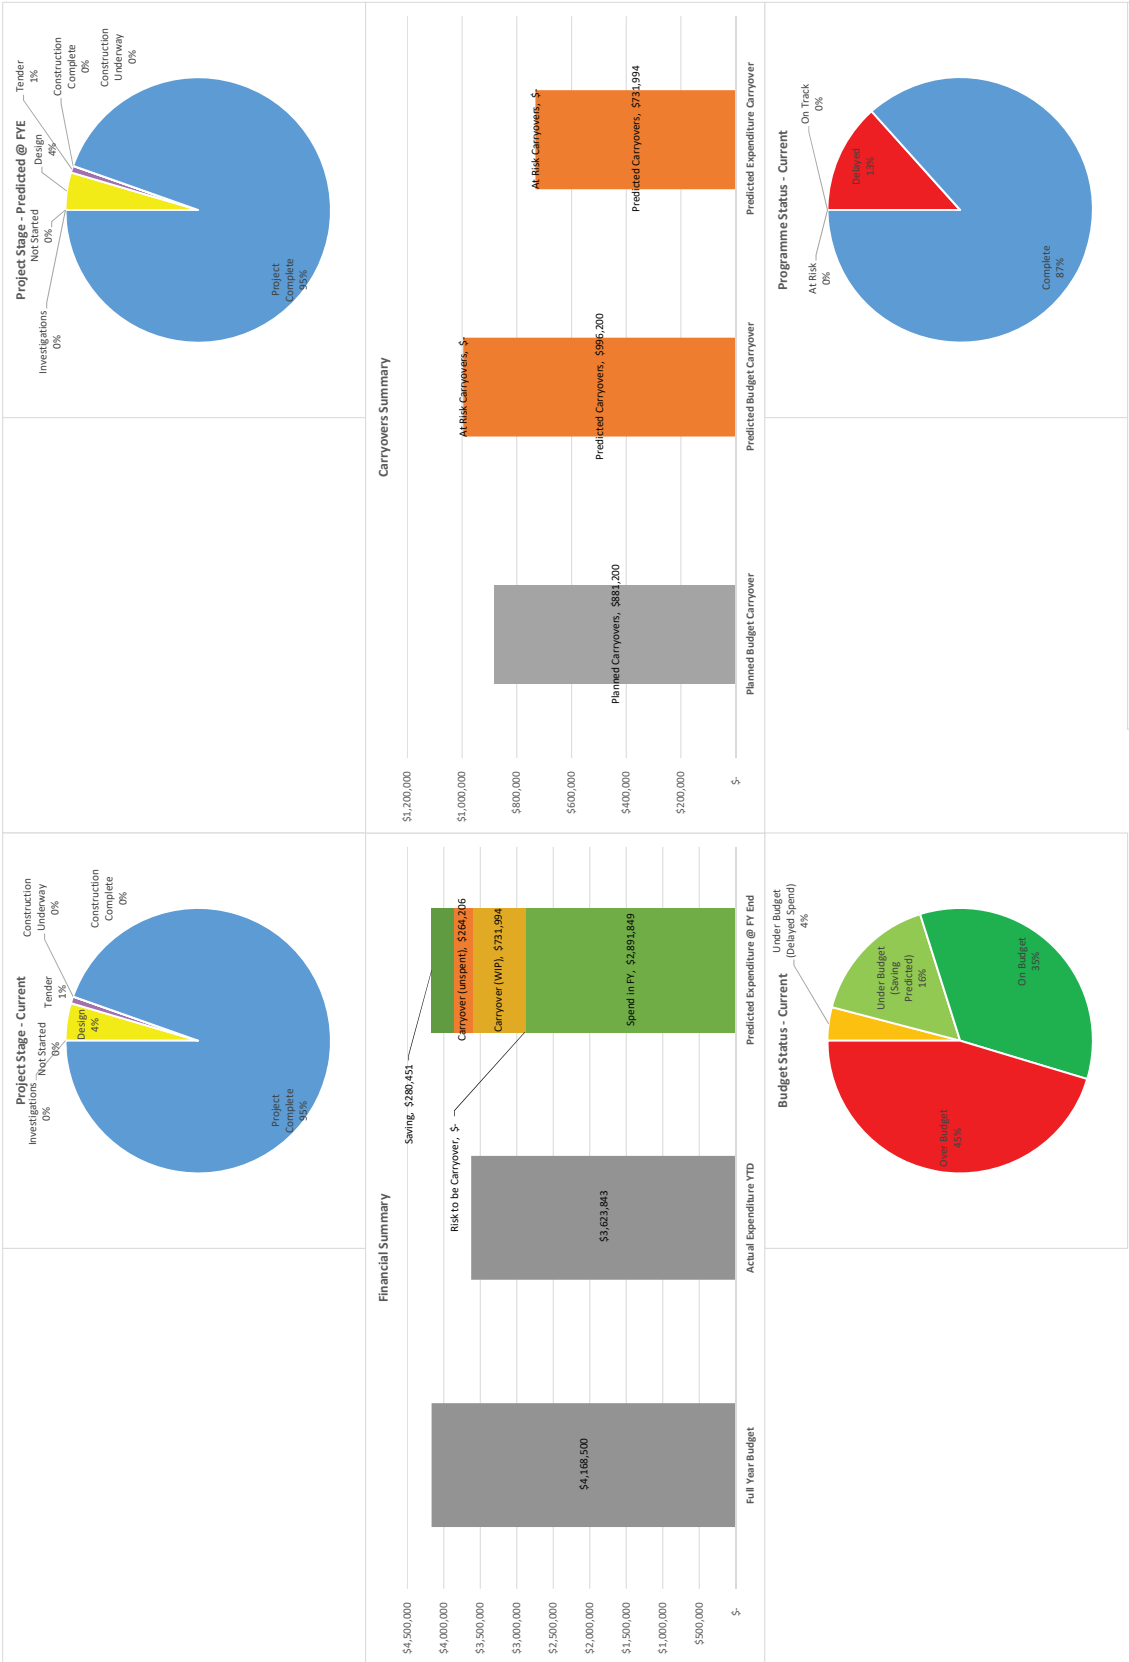 Project Stage - Current
Investigations
0%
Not Started
0%
Design
4%
Tender
1%
Construction
Underway
0%
Construction
Complete
0%
Project
Complete
95%
Project Stage - Predicted @ FYE
Investigations
0%
Not Started
0%
Design
4%
Tender
1%
Construction
Complete
0%
Construction
Underway
0%
Project
Complete
95%
Financial Summary
$4,500,000
$4,000,000
$3,500,000
$3,000,000
$2,500,000
$2,000,000
$1,500,000
$1,000,000
$500,000
$-
$4,168,500
$3,623,843
Saving, $280,451
Risk to be Carryover, $-
Carryover (unspent), $264,206
Carryover (WIP), $731,994
Spend in FY, $2,891,849
Full Year Budget
Actual Expenditure YTD
Predicted Expenditure @ FY End
Carryovers Summary
$1,200,000
$1,000,000
$800,000
$600,000
$400,000
$200,000
$-
Planned Carryovers, $881,200
At Risk Carryovers, $-
Predicted Carryovers, $996,200
At Risk Carryovers, $-
Predicted Carryovers, $731,994
Planned Budget Carryover
Predicted Budget Carryover
Predicted Expenditure Carryover
Budget Status - Current
Under Budget
(Delayed Spend)
4%
Under Budget
(Saving
Predicted)
16%
On Budget
35%
Over Budget
45%
Programme Status - Current
At Risk
0%
On Track
0%
Delayed
13%
Complete
87%